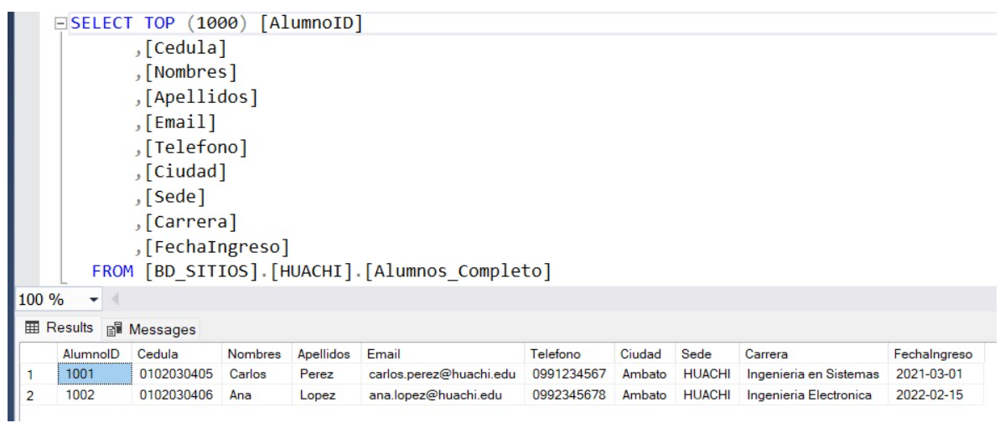 SELECT TOP (1000) [AlumnoID]
,[Cedula]
,[Nombres]
,[Apellidos]
,[Email]
,[Telefono]
,[Ciudad]
,[Sede]
,[Carrera]
,[FechaIngreso]
FROM [BD_SITIOS].[HUACHI].[Alumnos_Completo]
100 %
Results Messages
AlumnoID Cedula Nombres Apellidos Email Telefono Ciudad Sede Carrera FechaIngreso
1 1001 0102030405 Carlos Perez carlos.perez@huachi.edu 0991234567 Ambato HUACHI Ingenieria en Sistemas 2021-03-01
2 1002 0102030406 Ana Lopez ana.lopez@huachi.edu 0992345678 Ambato HUACHI Ingenieria Electronica 2022-02-15